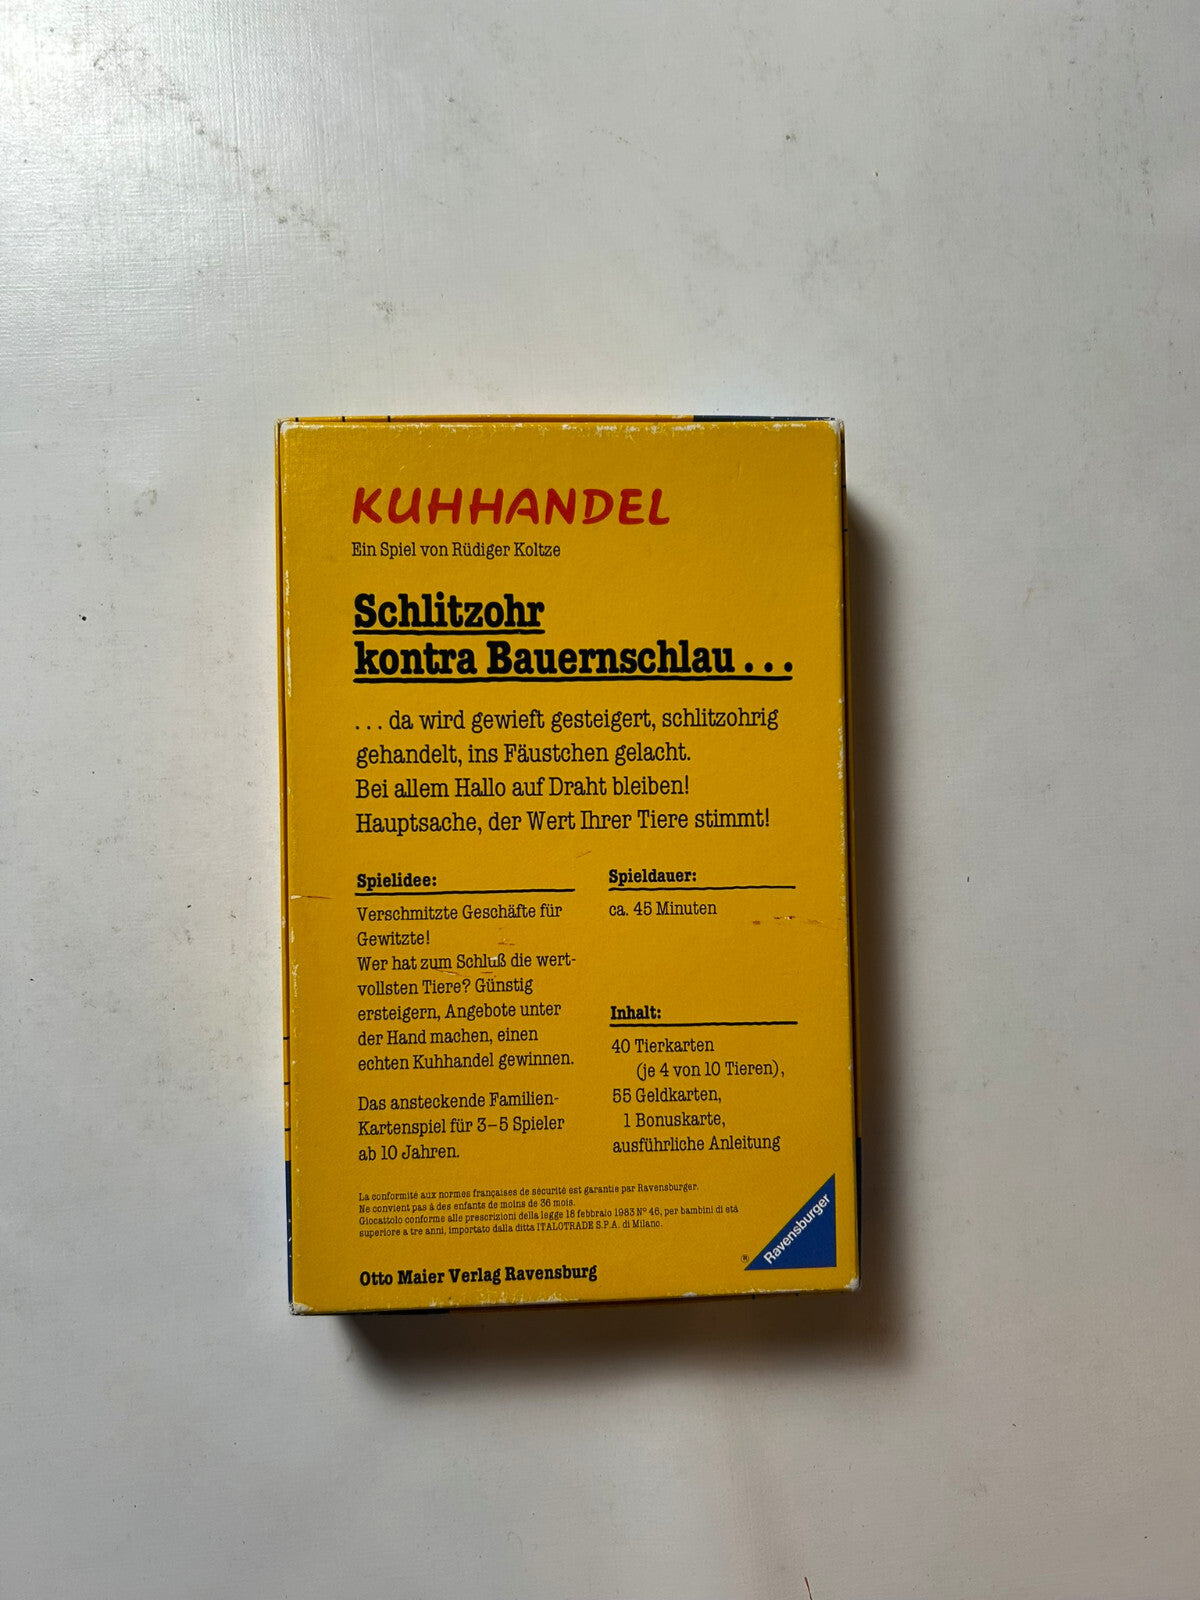 KUHHANDEL
Ein Spiel von Rüdiger Koltze
Schlitzohr
kontra Bauernschlau . . .
. . . da wird gewieft gesteigert, schlitzohrig
gehandelt, ins Fäustchen gelacht.
Bei allem Hallo auf Draht bleiben!
Hauptsache, der Wert Ihrer Tiere stimmt!
Spielidee:
Verschmitzte Geschäfte für
Gewitzte!
Wer hat zum Schluß die wert-
vollsten Tiere? Günstig
ersteigern, Angebote unter
der Hand machen, einen
echten Kuhhandel gewinnen.
Das ansteckende Familien-
Kartenspiel für 3–5 Spieler
ab 10 Jahren.
Spieldauer:
ca. 45 Minuten
Inhalt:
40 Tierkarten
(je 4 von 10 Tieren),
55 Geldkarten,
1 Bonuskarte,
ausführliche Anleitung
La conformité aux normes françaises de sécurité est garantie par Ravensburger.
Ne convient pas à des enfants de moins de 36 mois.
Giocattolo conforme alle prescrizioni della legge 18 febbraio 1983 Nº 46, per bambini di età
superiore a tre anni, importato dalla ditta ITALOTRADE S.P.A. di Milano.
Otto Maier Verlag Ravensburg
® Ravensburger